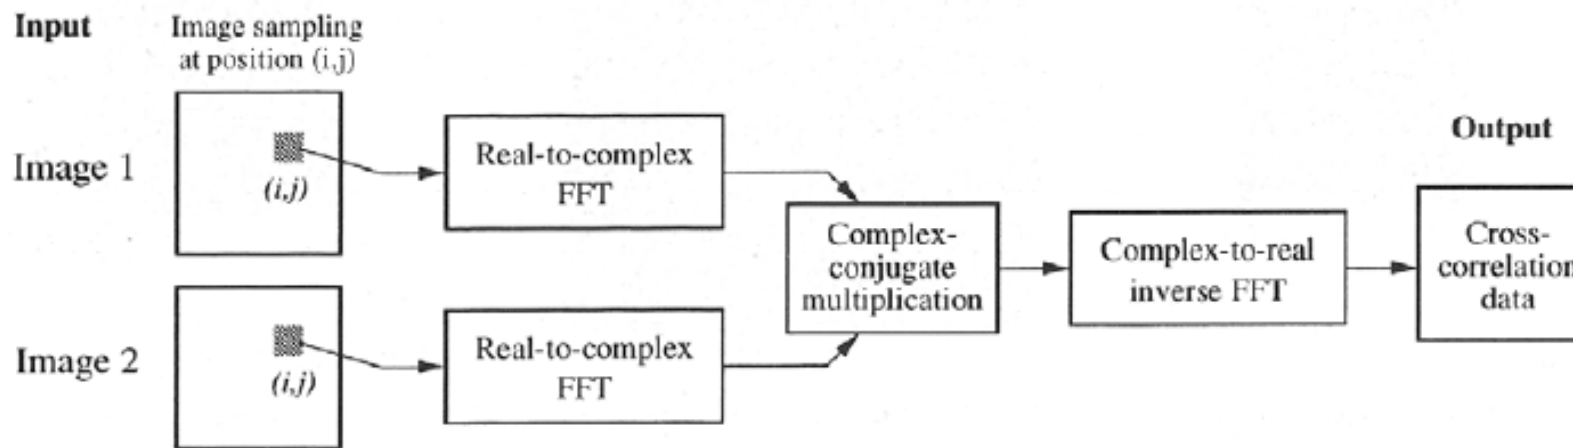 Input
Image sampling
at position (i,j)
Image 1
(i,j)
Real-to-complex
FFT
Image 2
(i,j)
Real-to-complex
FFT
Complex-
conjugate
multiplication
Complex-to-real
inverse FFT
Output
Cross-
correlation
data